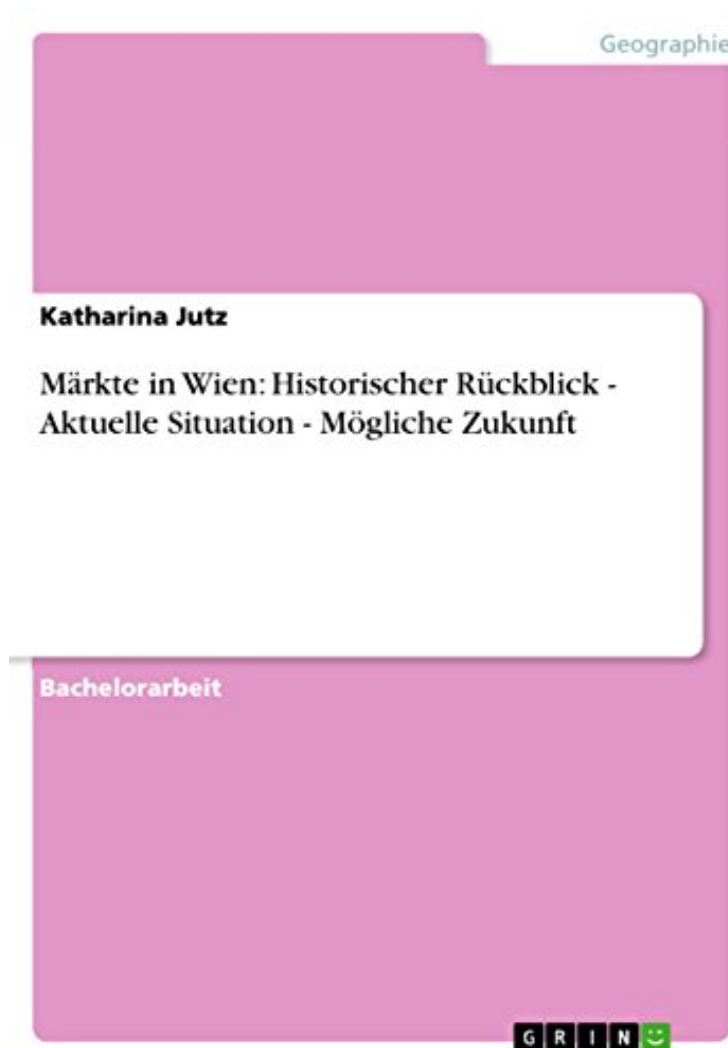 Geographie
Katharina Jutz
Märkte in Wien: Historischer Rückblick -
Aktuelle Situation - Mögliche Zukunft
Bachelorarbeit
GRIN